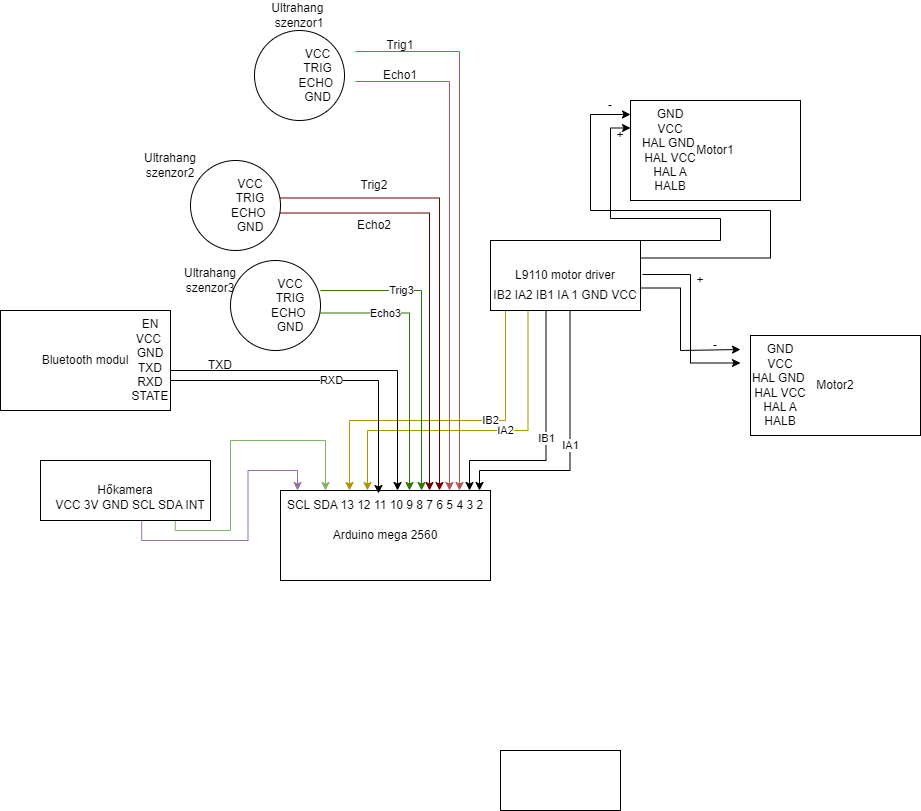 Ultrahang
szenzor1
VCC
TRIG
ECHO
GND
Trig1
Echo1
Ultrahang
szenzor2
VCC
TRIG
ECHO
GND
Trig2
Echo2
Ultrahang
szenzor3
VCC
TRIG
ECHO
GND
Trig3
Echo3
-
+
GND
VCC
HAL GND
HAL VCC
HAL A
HALB
Motor1
L9110 motor driver
IB2 IA2 IB1 IA 1 GND VCC
+
-
GND
VCC
HAL GND
HAL VCC
HAL A
HALB
Motor2
Bluetooth modul
EN
VCC
GND
TXD
RXD
STATE
TXD
RXD
IB2
IA2
IB1
IA1
Hőkamera
VCC 3V GND SCL SDA INT
SCL SDA 13 12 11 10 9 8 7 6 5 4 3 2
Arduino mega 2560